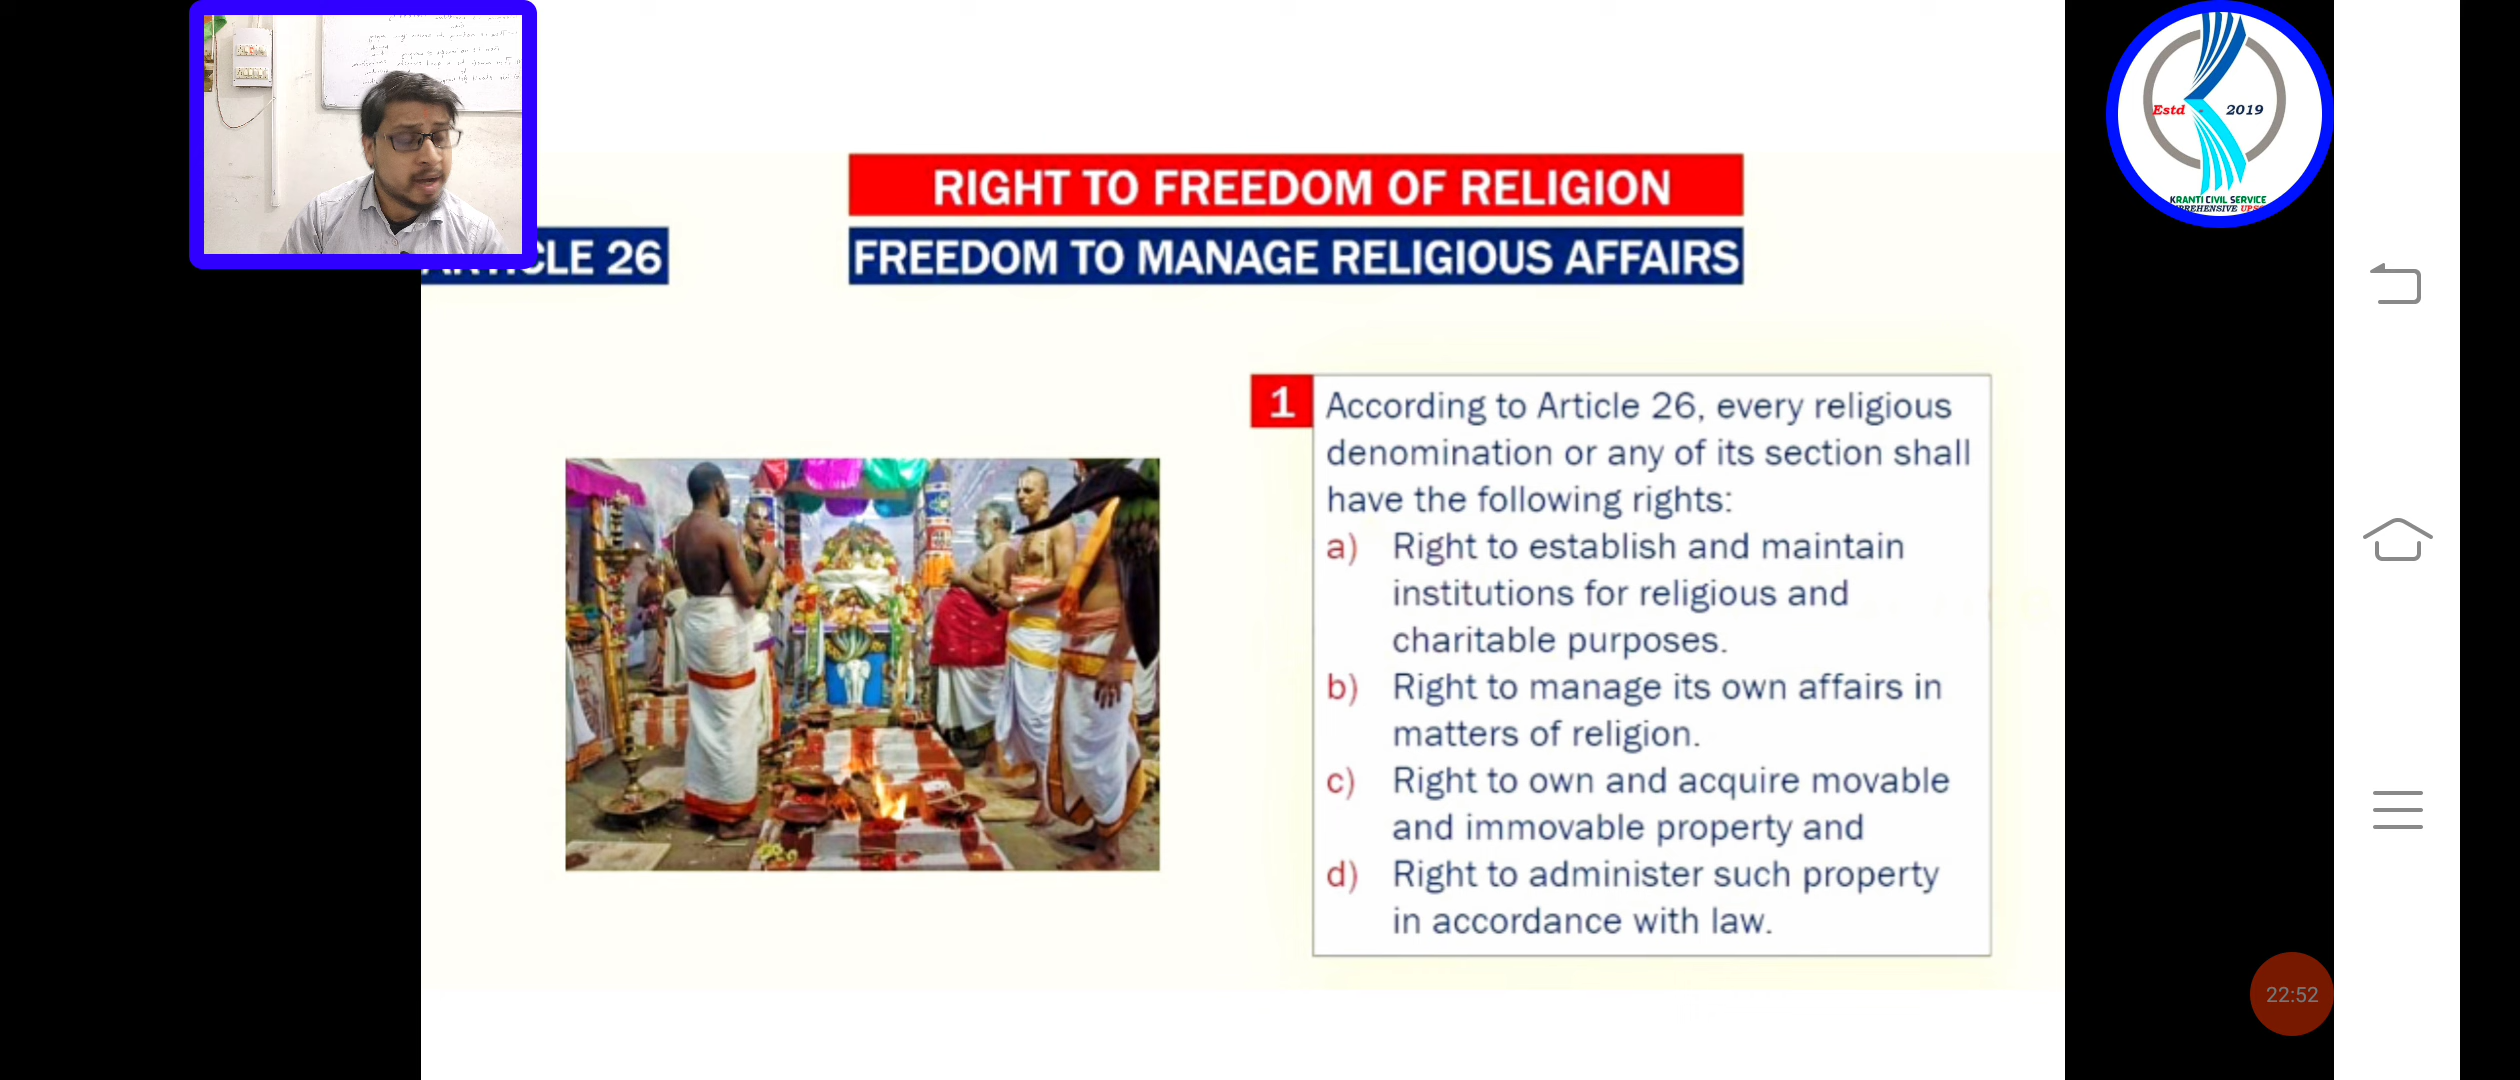 Estd - 2019
KRANTI CIVIL SERVICE
RIGHT TO FREEDOM OF RELIGION
ARTICLE 26
FREEDOM TO MANAGE RELIGIOUS AFFAIRS
1
According to Article 26, every religious
denomination or any of its section shall
have the following rights:
a) Right to establish and maintain
institutions for religious and
charitable purposes.
b) Right to manage its own affairs in
matters of religion.
c) Right to own and acquire movable
and immovable property and
d) Right to administer such property
in accordance with law.
22:52